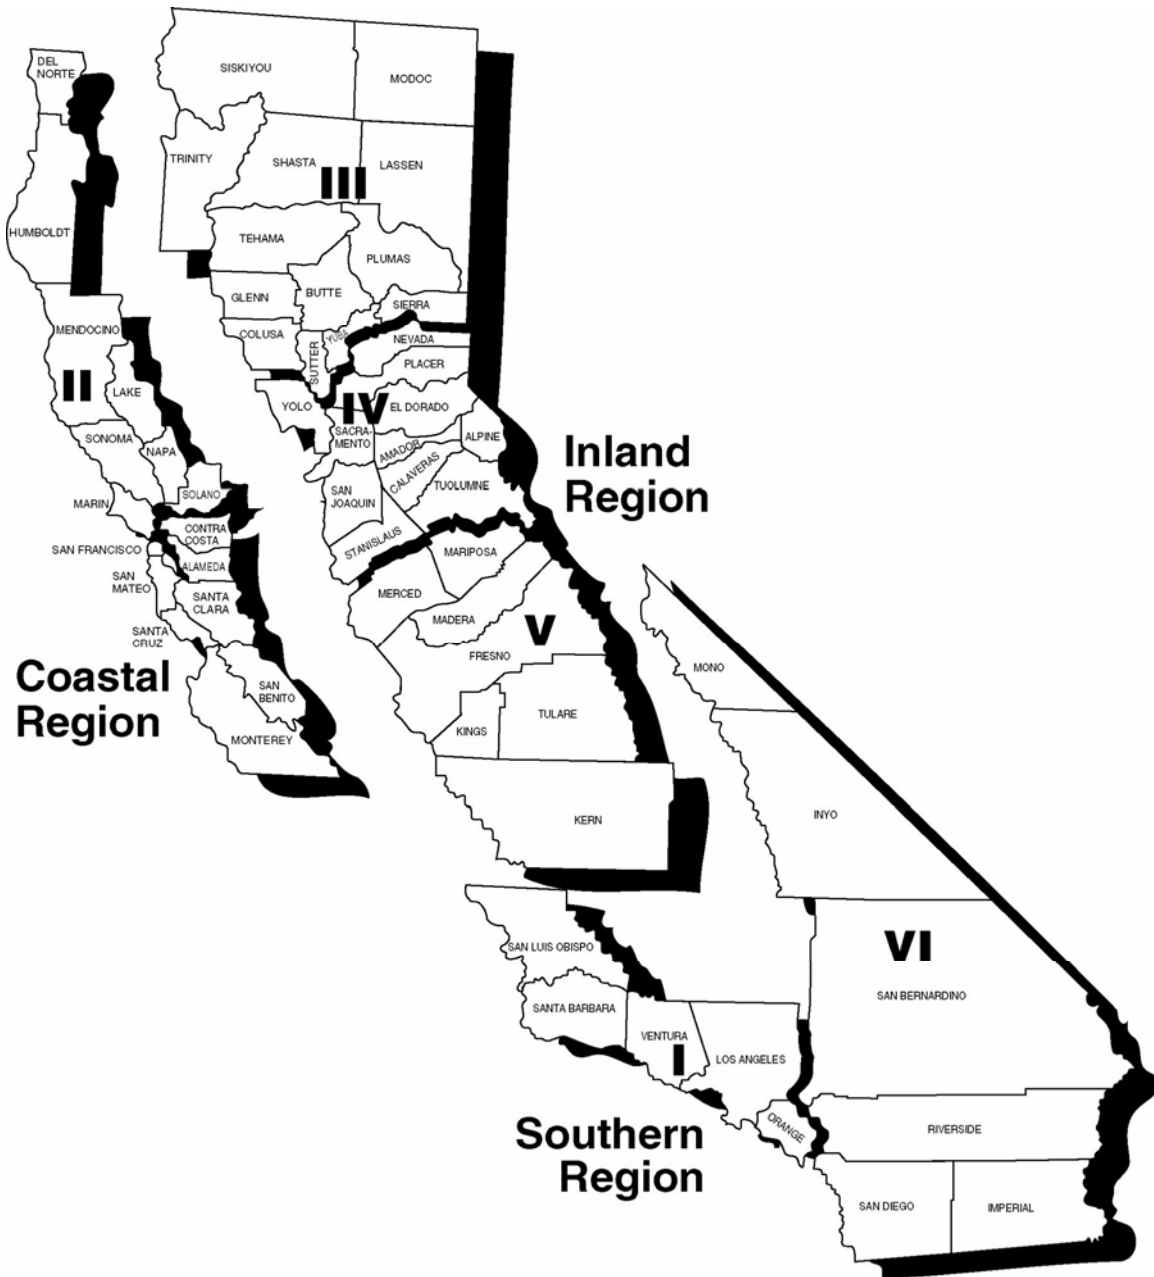 DEL
NORTE
SISKIYOU
MODOC
TRINITY
SHASTA
LASSEN
III
HUMBOLDT
TEHAMA
PLUMAS
GLENN
BUTTE
SIERRA
MENDOCINO
COLUSA
SUTTER
YUBA
NEVADA
PLACER
II
LAKE
YOLO
IV
EL DORADO
SACRA-
MENTO
AMADOR
ALPINE
SONOMA
NAPA
CALAVERAS
TUOLUMNE
Inland
Region
SOLANO
MARIN
SAN
JOAQUIN
CONTRA
COSTA
STANISLAUS
SAN FRANCISCO
ALAMEDA
MARIPOSA
SAN
MATEO
SANTA
CLARA
MERCED
MADERA
V
SANTA
CRUZ
FRESNO
MONO
Coastal
Region
SAN
BENITO
MONTEREY
KINGS
TULARE
KERN
INYO
SAN LUIS OBISPO
VI
SAN BERNARDINO
SANTA BARBARA
VENTURA
I
LOS ANGELES
ORANGE
RIVERSIDE
Southern
Region
SAN DIEGO
IMPERIAL